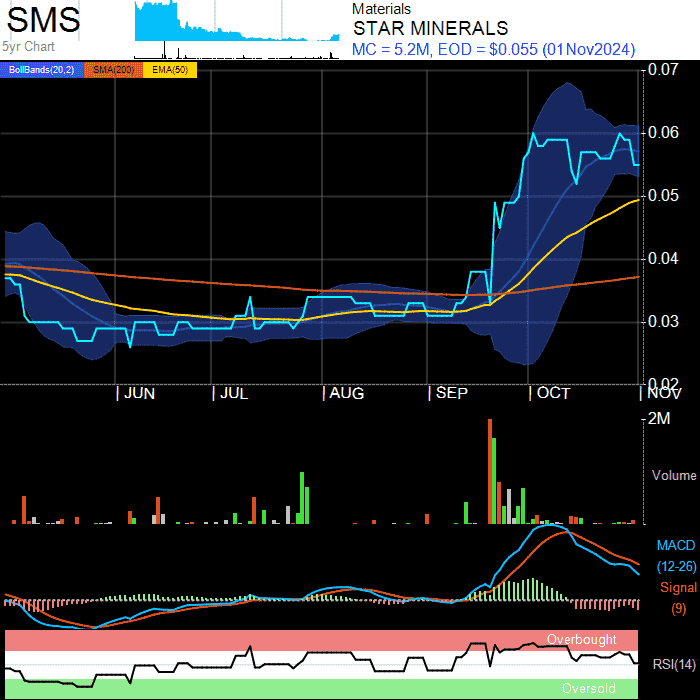 SMS
5yr Chart
Materials
STAR MINERALS
MC = 5.2M, EOD = $0.055 (01Nov2024)
BollBands(20,2) SMA(200) EMA(50)
0.07
0.06
0.05
0.04
0.03
0.02
JUN JUL AUG SEP OCT NOV
2M
Volume
MACD
(12-26)
Signal
(9)
Overbought
RSI(14)
Oversold